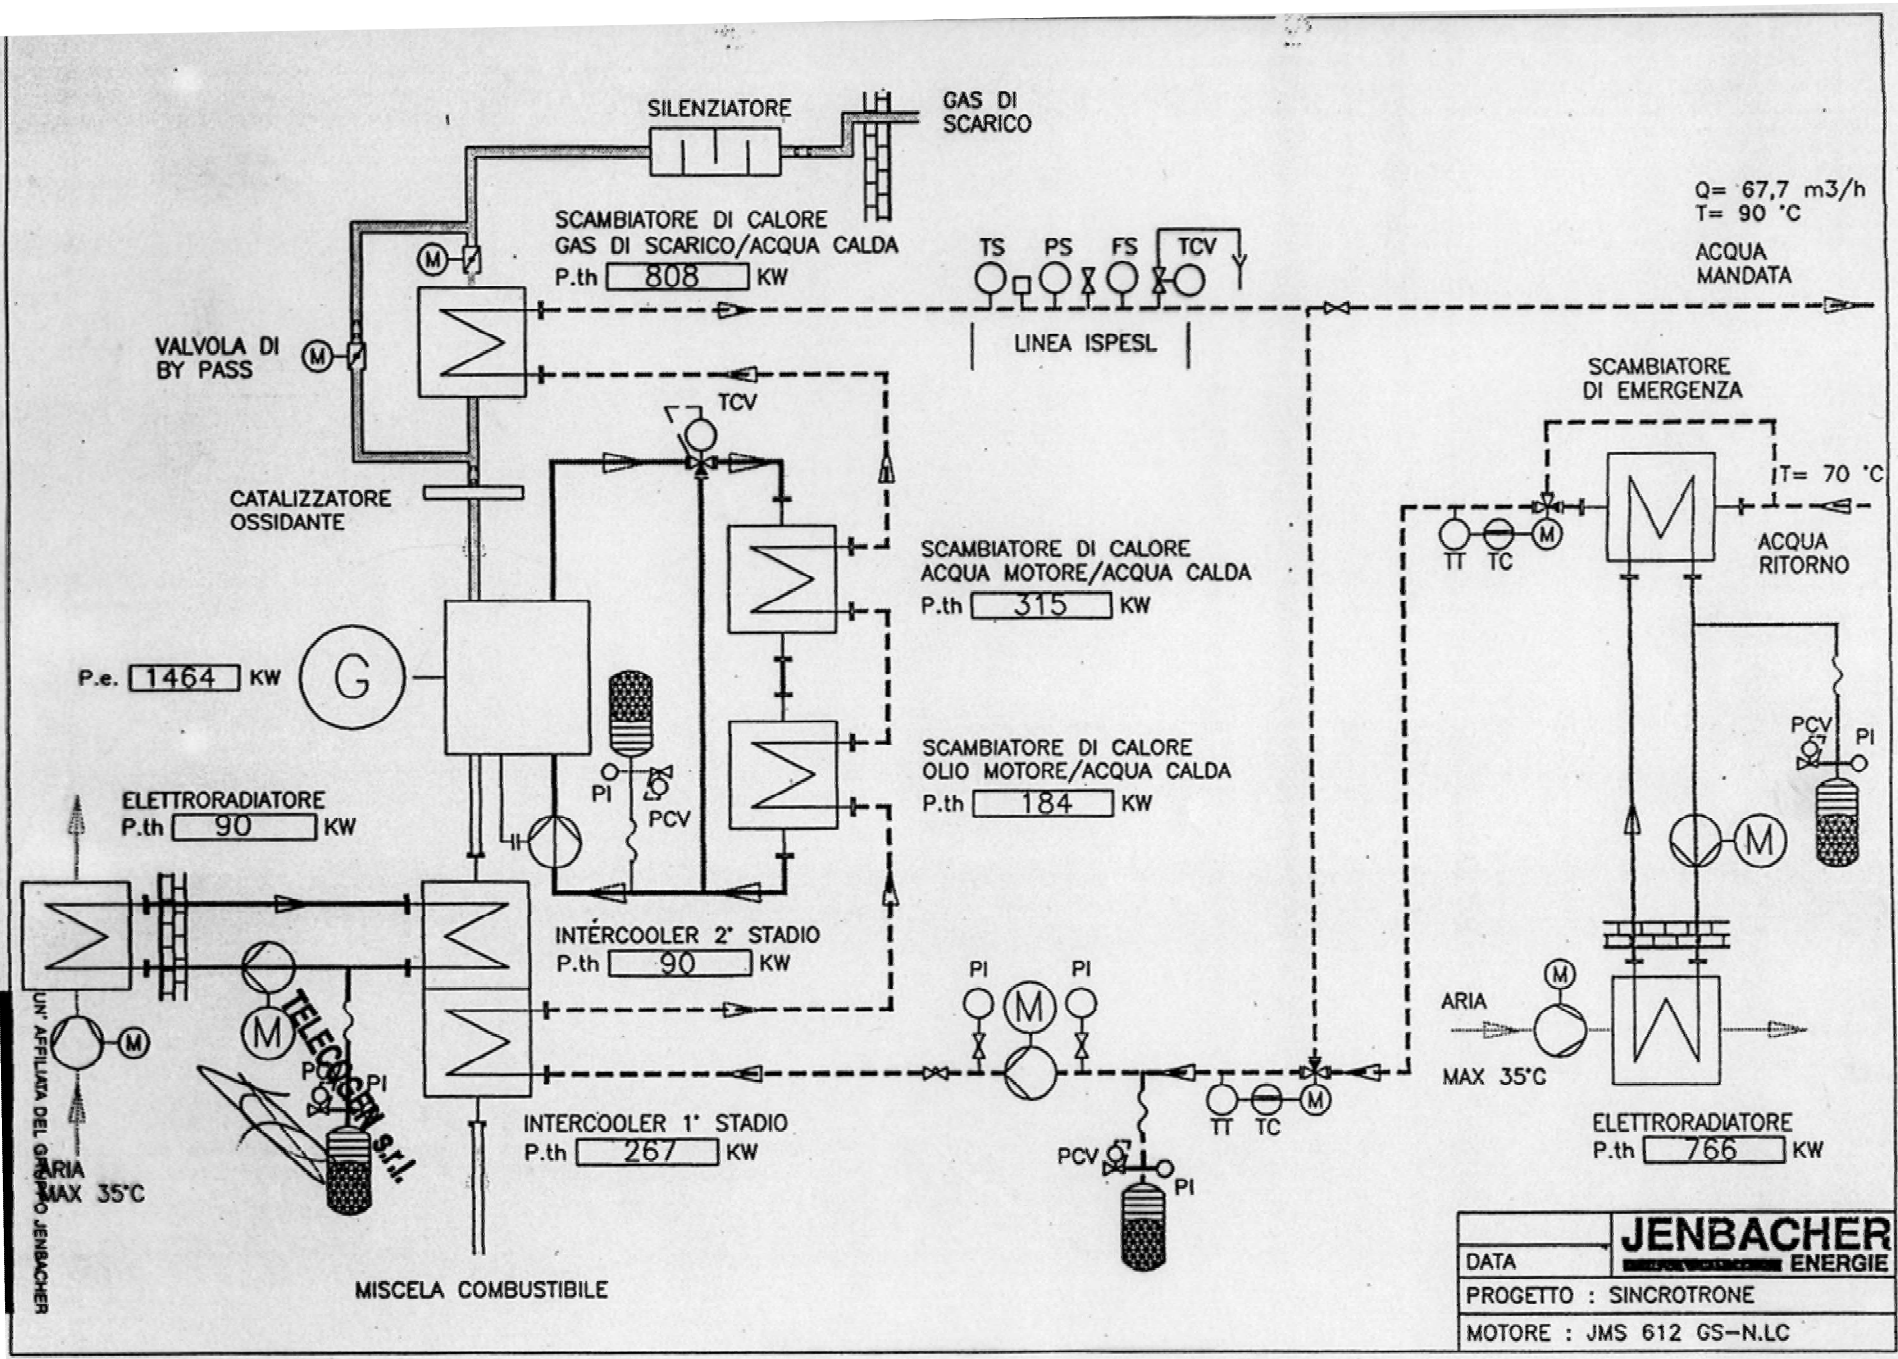 SILENZIATORE
GAS DI
SCARICO
Q= 67,7 m3/h
T= 90 °C
ACQUA
MANDATA
SCAMBIATORE DI CALORE
GAS DI SCARICO/ACQUA CALDA
P.th 808 KW
M
TS PS FS TCV
LINEA ISPESL
VALVOLA DI
BY PASS
M
TCV
SCAMBIATORE
DI EMERGENZA
T= 70 °C
ACQUA
RITORNO
TT TC M
CATALIZZATORE
OSSIDANTE
SCAMBIATORE DI CALORE
ACQUA MOTORE/ACQUA CALDA
P.th 315 KW
P.e. 1464 KW
G
SCAMBIATORE DI CALORE
OLIO MOTORE/ACQUA CALDA
P.th 184 KW
PI
PCV
PCV PI
M
ELETTRORADIATORE
P.th 90 KW
INTERCOOLER 2° STADIO
P.th 90 KW
M
M
PCV PI
TELECOGEN s.r.l.
UN' AFFILIATA DEL GRUPPO JENBACHER
ARIA
MAX 35°C
INTERCOOLER 1° STADIO
P.th 267 KW
MISCELA COMBUSTIBILE
PI M PI
TT TC M
PCV
PI
M
ARIA
MAX 35°C
ELETTRORADIATORE
P.th 766 KW
JENBACHER
ENERGIE
DATA
PROGETTO : SINCROTRONE
MOTORE : JMS 612 GS-N.LC